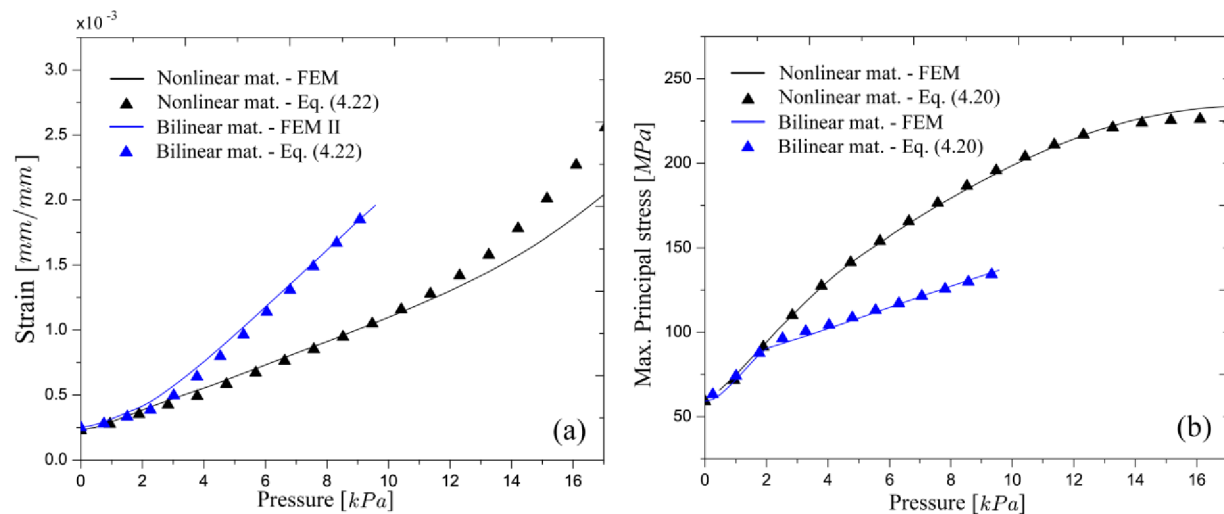 x10⁻³
3.0
2.5
2.0
1.5
1.0
0.5
0.0
Strain [mm/mm]
Nonlinear mat. - FEM
Nonlinear mat. - Eq. (4.22)
Bilinear mat. - FEM II
Bilinear mat. - Eq. (4.22)
(a)
0 2 4 6 8 10 12 14 16
Pressure [kPa]
250
200
150
100
50
Max. Principal stress [MPa]
Nonlinear mat. - FEM
Nonlinear mat. - Eq. (4.20)
Bilinear mat. - FEM
Bilinear mat. - Eq. (4.20)
(b)
0 2 4 6 8 10 12 14 16
Pressure [kPa]